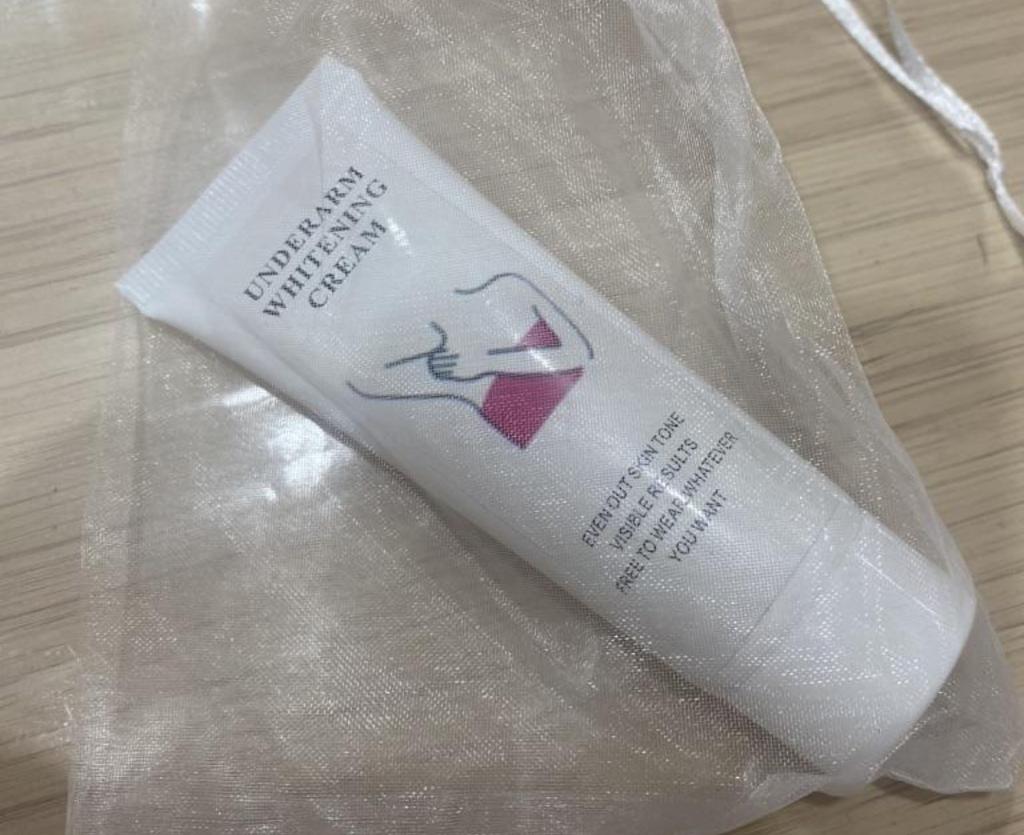 UNDERARM
WHITENING
CREAM
EVEN OUT SKIN TONE
VISIBLE RESULTS
FREE TO WEAR WHATEVER
YOU WANT